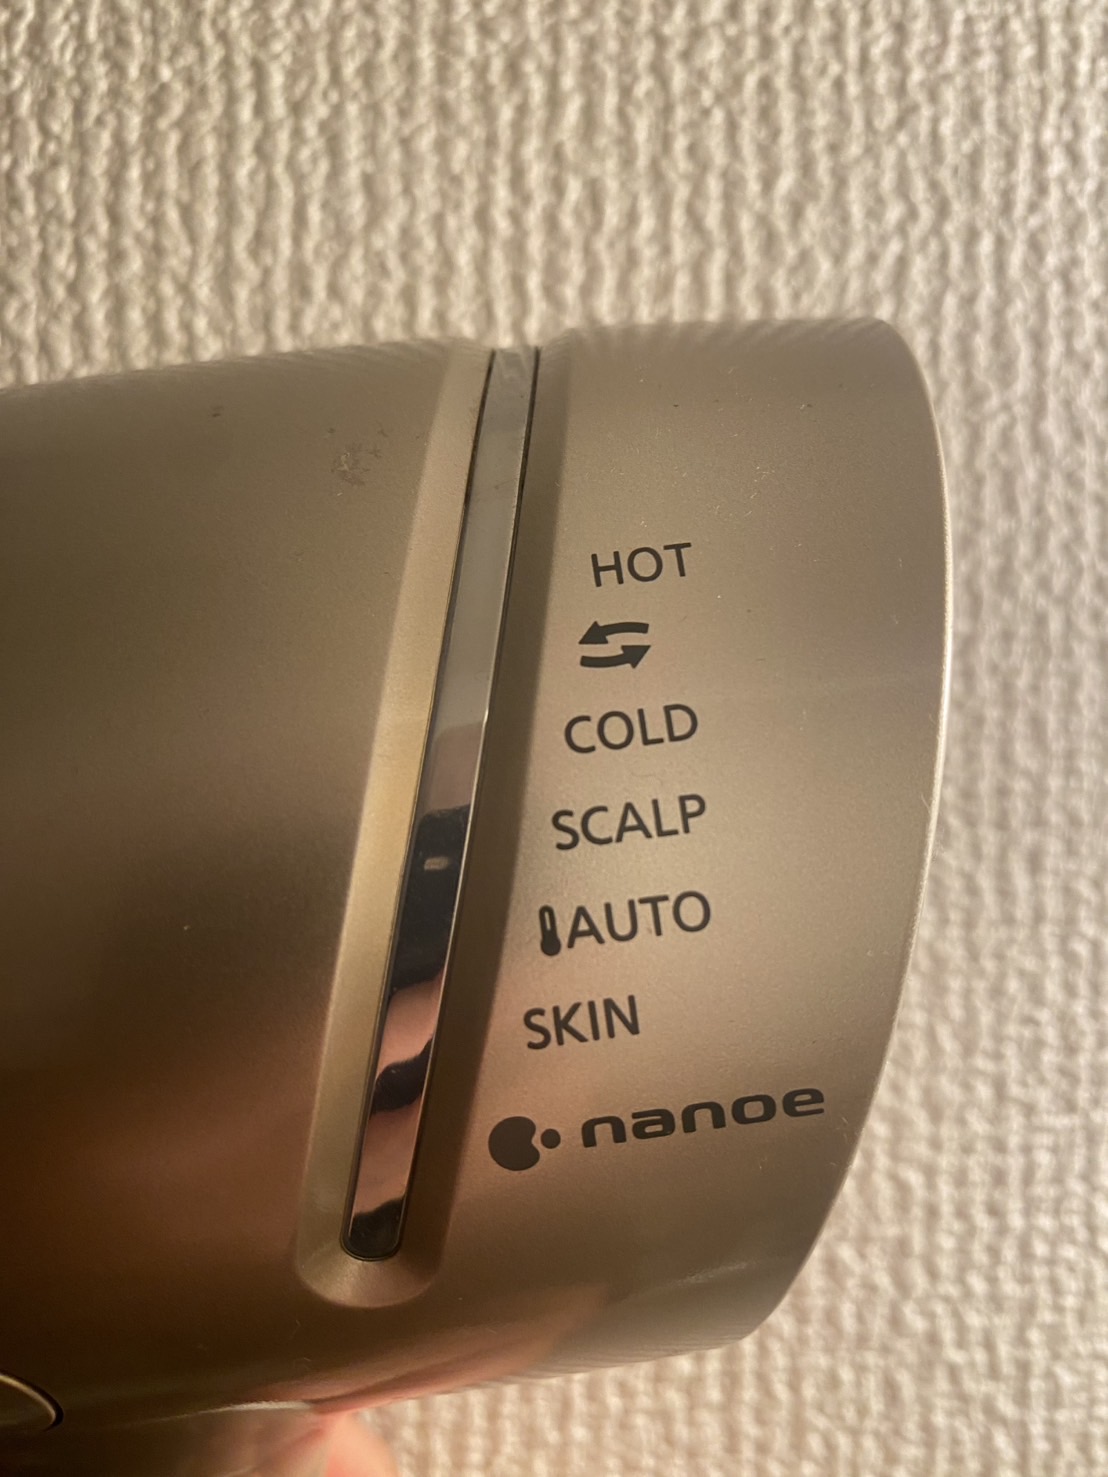 HOT
COLD
SCALP
AUTO
SKIN
nanoe